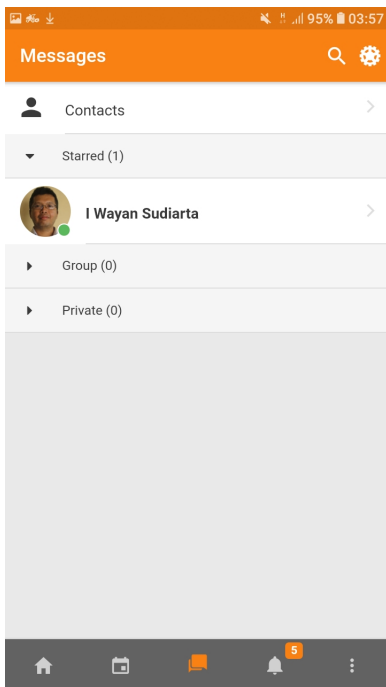 95% 03:57
Messages
Contacts
Starred (1)
I Wayan Sudiarta
Group (0)
Private (0)
5